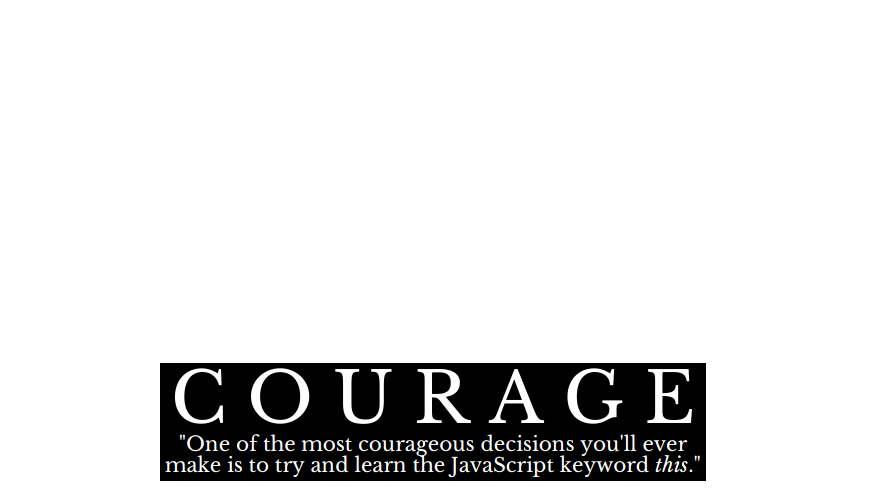 COURAGE
"One of the most courageous decisions you'll ever
make is to try and learn the JavaScript keyword this."